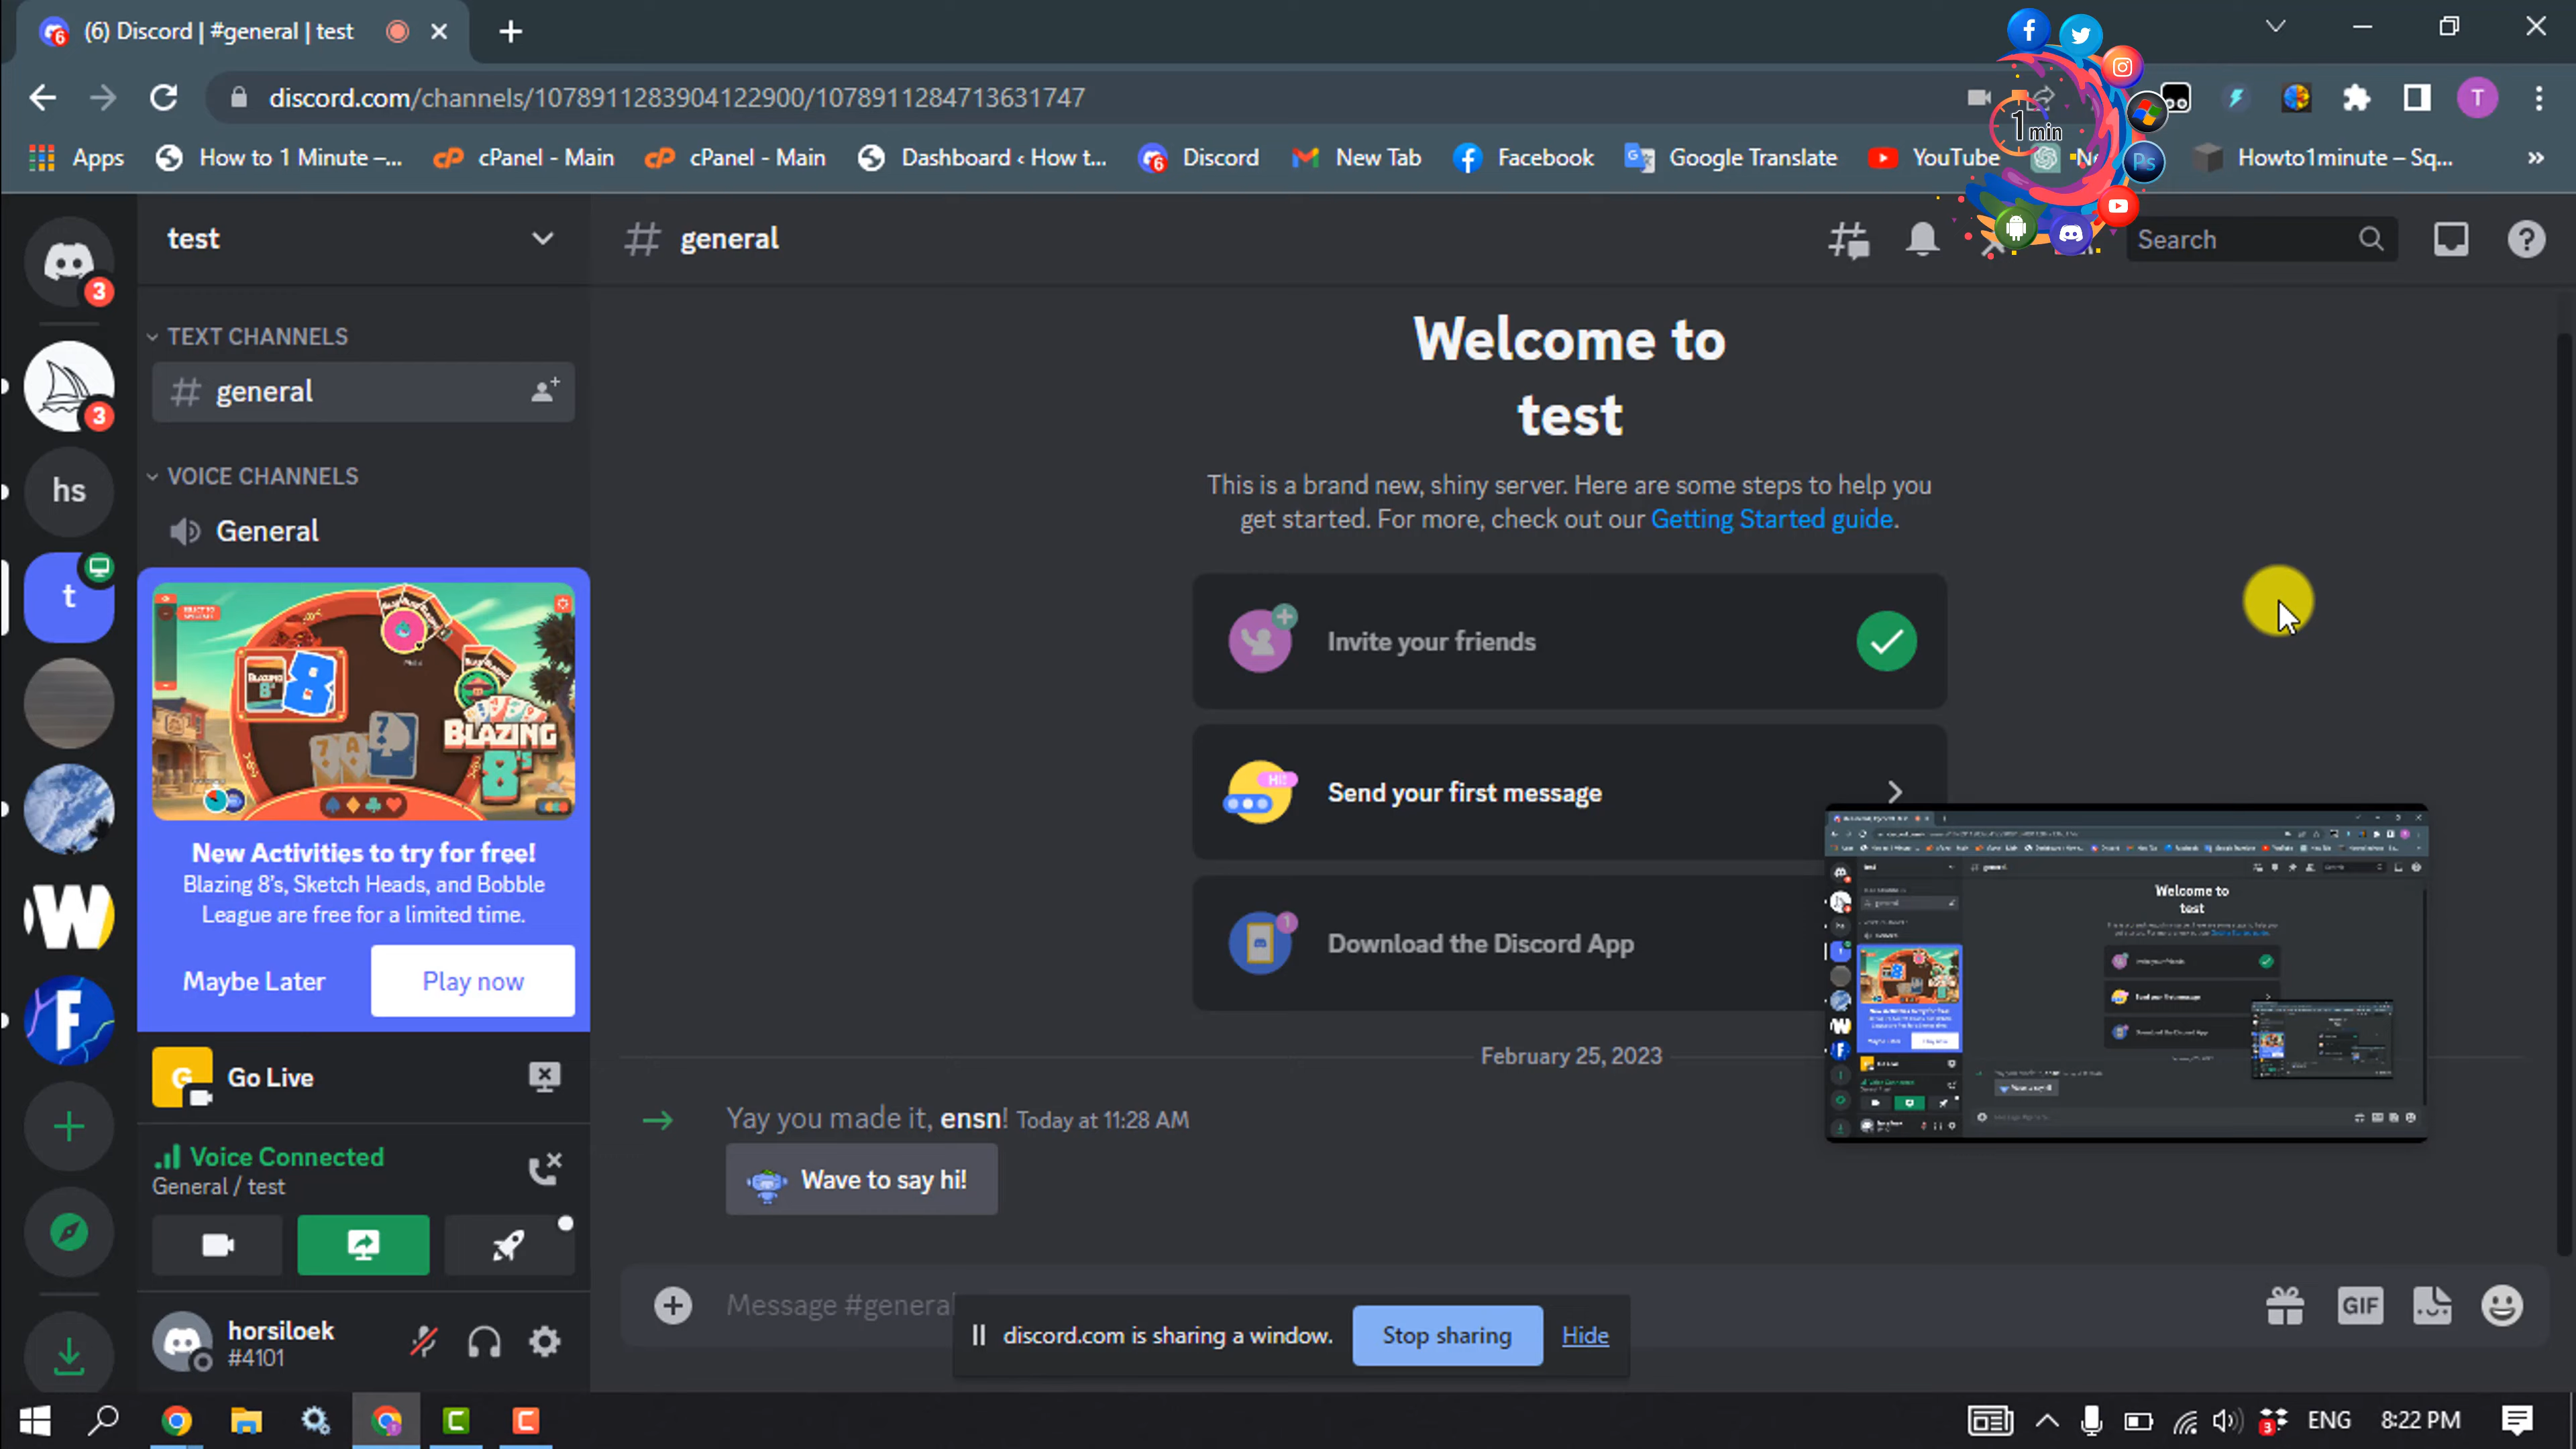 (6) Discord | #general | test
discord.com/channels/1078911283904122900/1078911284713631747
1 min
Apps
How to 1 Minute –...
cPanel - Main
cPanel - Main
Dashboard ‹ How t...
Discord
New Tab
Facebook
Google Translate
YouTube
Howto1minute – Sq...
T
Ps
test
general
Search
3
TEXT CHANNELS
general
3
VOICE CHANNELS
hs
General
t
Welcome to
test
This is a brand new, shiny server. Here are some steps to help you
get started. For more, check out our Getting Started guide.
Invite your friends
Send your first message
Download the Discord App
BLAZING
8's
New Activities to try for free!
Blazing 8's, Sketch Heads, and Bobble
League are free for a limited time.
Maybe Later
Play now
W
F
Welcome to
test
February 25, 2023
G
Go Live
Yay you made it, ensn! Today at 11:28 AM
Wave to say hi!
Voice Connected
General / test
horsiloek
#4101
Message #general
GIF
discord.com is sharing a window.
Stop sharing
Hide
ENG
8:22 PM